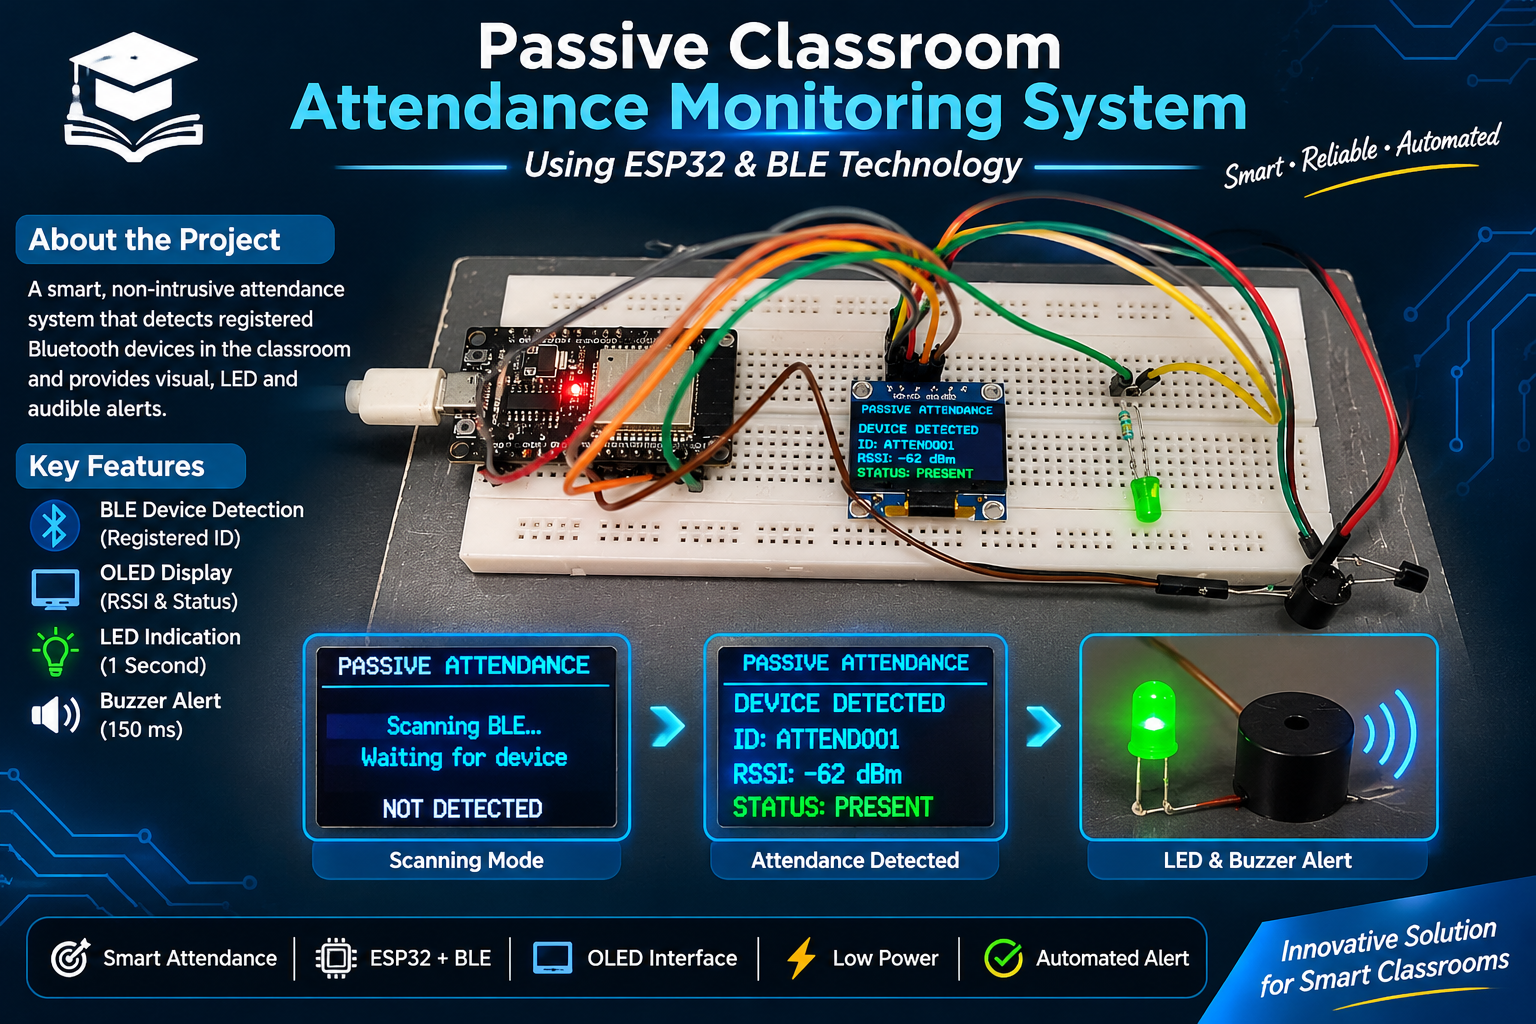 Passive Classroom
Attendance Monitoring System
Using ESP32 & BLE Technology
Smart • Reliable • Automated
About the Project
A smart, non-intrusive attendance
system that detects registered
Bluetooth devices in the classroom
and provides visual, LED and
audible alerts.
Key Features
BLE Device Detection
(Registered ID)
OLED Display
(RSSI & Status)
LED Indication
(1 Second)
Buzzer Alert
(150 ms)
PASSIVE ATTENDANCE
DEVICE DETECTED
ID: ATTEND001
RSSI: -62 dBm
STATUS: PRESENT
PASSIVE ATTENDANCE
Scanning BLE...
Waiting for device
NOT DETECTED
Scanning Mode
PASSIVE ATTENDANCE
DEVICE DETECTED
ID: ATTEND001
RSSI: -62 dBm
STATUS: PRESENT
Attendance Detected
LED & Buzzer Alert
Smart Attendance
ESP32 + BLE
OLED Interface
Low Power
Automated Alert
Innovative Solution
for Smart Classrooms